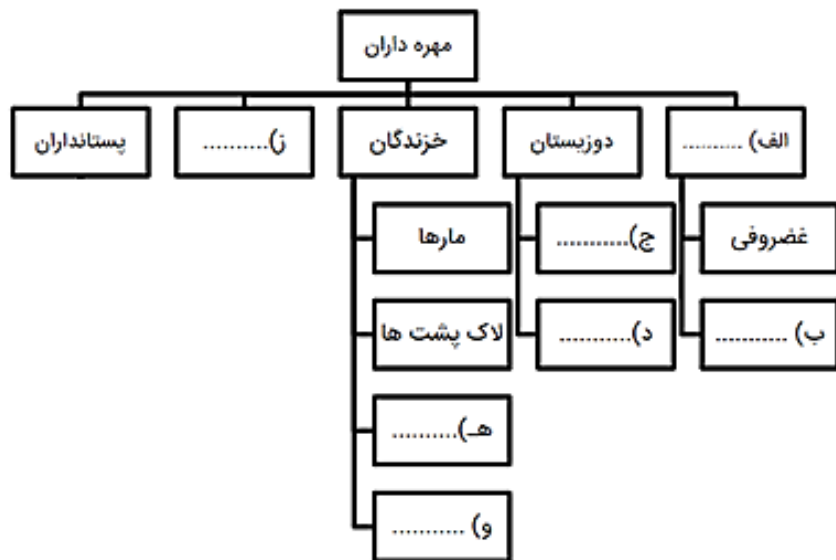 مهره داران
الف) ...........
دوزیستان
خزندگان
ز)..........
پستانداران
غضروفی
ب) ...........
ج)...........
د)...........
مارها
لاک پشت ها
هـ)..........
و) ...........